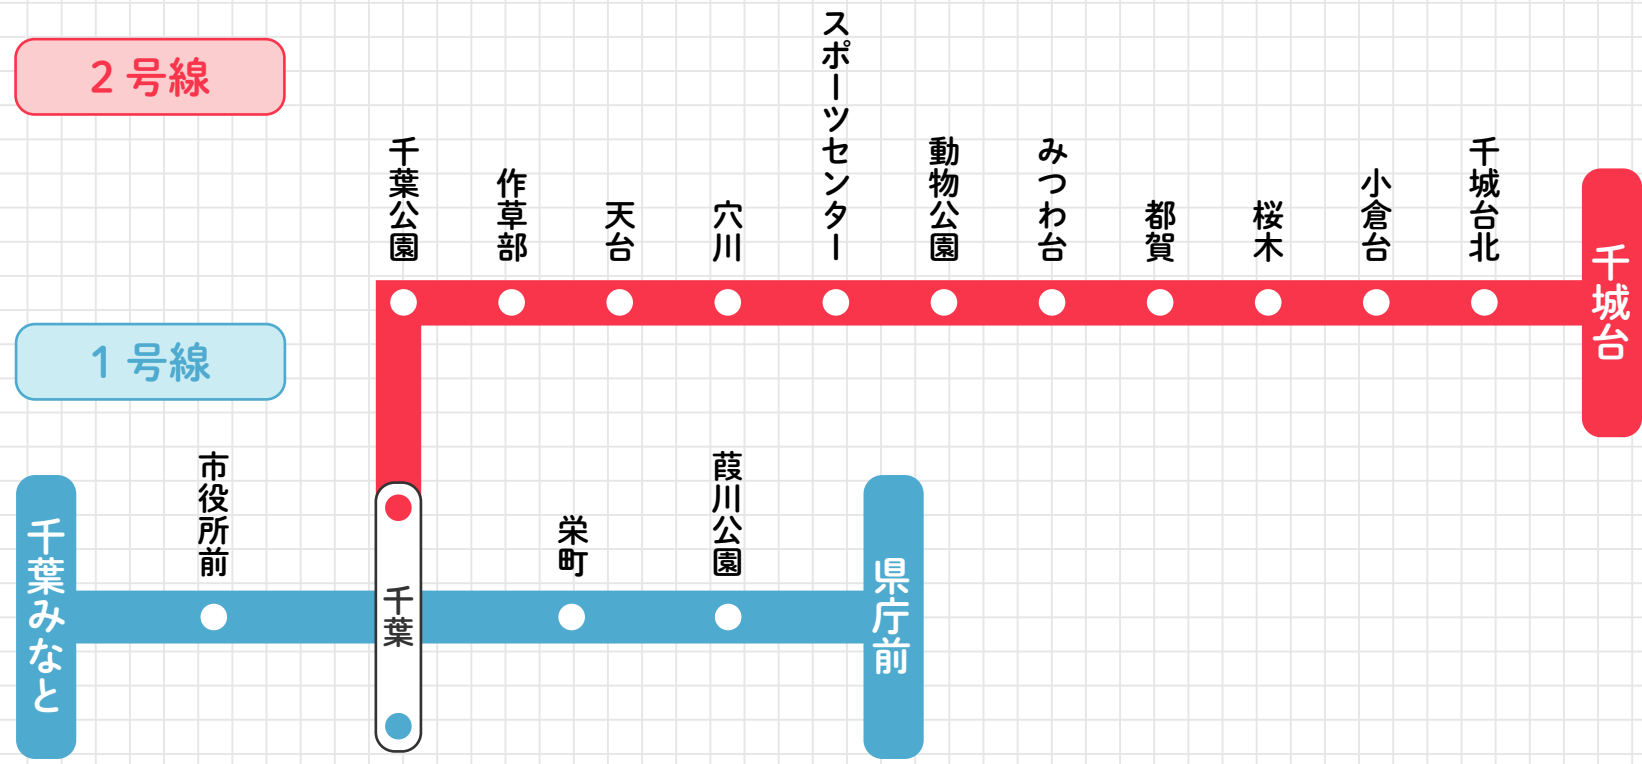 2号線
千葉公園
作草部
天台
穴川
スポーツセンター
動物公園
みつわ台
都賀
桜木
小倉台
千城台北
千城台
1号線
千葉みなと
市役所前
千葉
栄町
葭川公園
県庁前